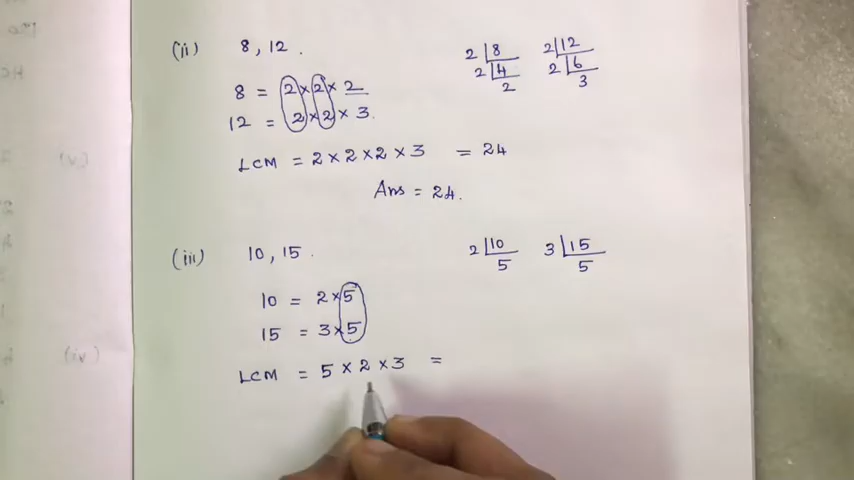 (ii) 8, 12 .
2 | 8
2 | 4
2
2 | 12
2 | 6
3
8 = 2 × 2 × 2
12 = 2 × 2 × 3.
LCM = 2 × 2 × 2 × 3 = 24
Ans = 24.
(iii) 10, 15 .
2 | 10
5
3 | 15
5
10 = 2 × 5
15 = 3 × 5
LCM = 5 × 2 × 3 =